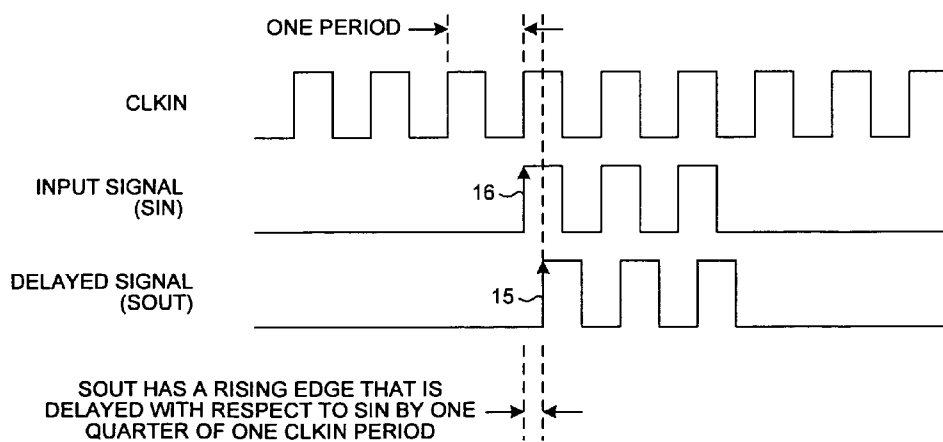 ONE PERIOD
CLKIN
INPUT SIGNAL
(SIN)
16
DELAYED SIGNAL
(SOUT)
15
SOUT HAS A RISING EDGE THAT IS
DELAYED WITH RESPECT TO SIN BY ONE
QUARTER OF ONE CLKIN PERIOD